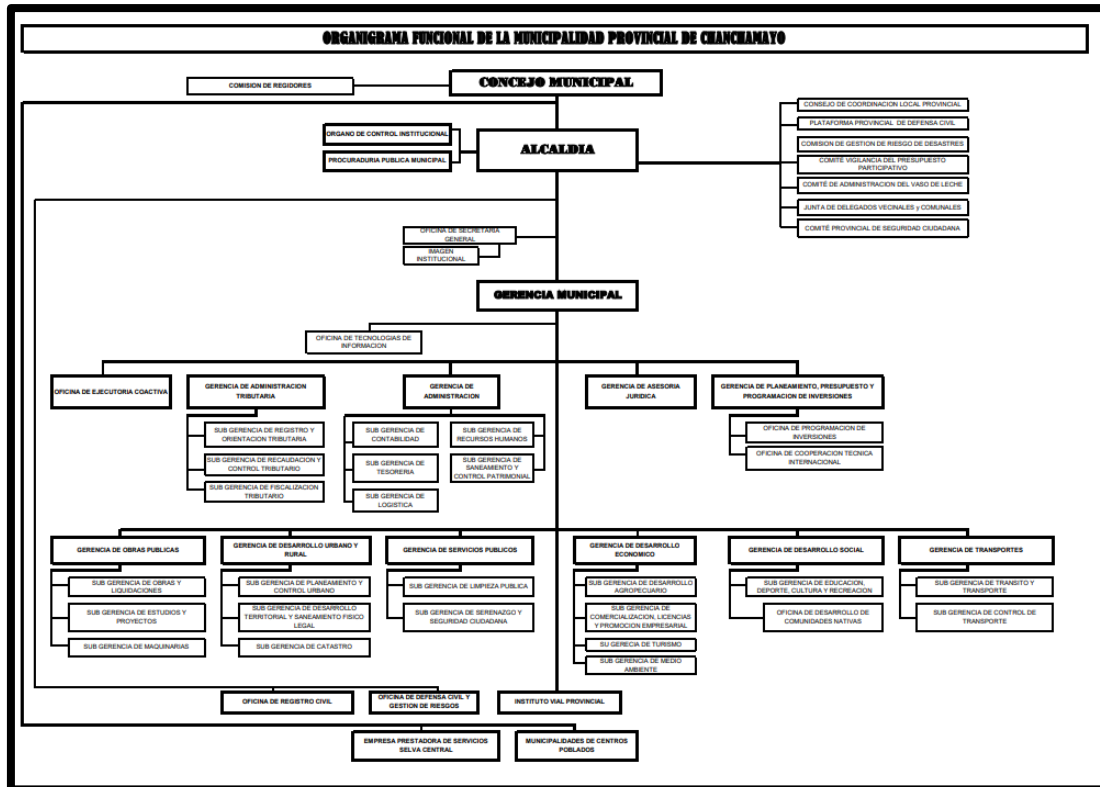 ORGANIGRAMA FUNCIONAL DE LA MUNICIPALIDAD PROVINCIAL DE CHANCHAMAYO
CONCEJO MUNICIPAL
COMISION DE REGIDORES
ORGANO DE CONTROL INSTITUCIONAL
PROCURADURIA PUBLICA MUNICIPAL
ALCALDIA
CONSEJO DE COORDINACION LOCAL PROVINCIAL
PLATAFORMA PROVINCIAL DE DEFENSA CIVIL
COMISION DE GESTION DE RIESGO DE DESASTRES
COMITÉ VIGILANCIA DEL PRESUPUESTO
PARTICIPATIVO
COMITÉ DE ADMINISTRACION DEL VASO DE LECHE
JUNTA DE DELEGADOS VECINALES y COMUNALES
COMITÉ PROVINCIAL DE SEGURIDAD CIUDADANA
OFICINA DE SECRETARIA
GENERAL
IMAGEN
INSTITUCIONAL
GERENCIA MUNICIPAL
OFICINA DE TECNOLOGIAS DE
INFORMACION
OFICINA DE EJECUTORIA COACTIVA
GERENCIA DE ADMINISTRACION
TRIBUTARIA
SUB GERENCIA DE REGISTRO Y
ORIENTACION TRIBUTARIA
SUB GERENCIA DE RECAUDACION Y
CONTROL TRIBUTARIO
SUB GERENCIA DE FISCALIZACION
TRIBUTARIO
GERENCIA DE
ADMINISTRACION
SUB GERENCIA DE
CONTABILIDAD
SUB GERENCIA DE
TESORERIA
SUB GERENCIA DE
LOGISTICA
SUB GERENCIA DE
RECURSOS HUMANOS
SUB GERENCIA DE
SANEAMIENTO Y
CONTROL PATRIMONIAL
GERENCIA DE ASESORIA
JURIDICA
GERENCIA DE PLANEAMIENTO, PRESUPUESTO Y
PROGRAMACION DE INVERSIONES
OFICINA DE PROGRAMACION DE
INVERSIONES
OFICINA DE COOPERACION TECNICA
INTERNACIONAL
GERENCIA DE OBRAS PUBLICAS
SUB GERENCIA DE OBRAS Y
LIQUIDACIONES
SUB GERENCIA DE ESTUDIOS Y
PROYECTOS
SUB GERENCIA DE MAQUINARIAS
GERENCIA DE DESARROLLO URBANO Y
RURAL
SUB GERENCIA DE PLANEAMIENTO Y
CONTROL URBANO
SUB GERENCIA DE DESARROLLO
TERRITORIAL Y SANEAMIENTO FISICO
LEGAL
SUB GERENCIA DE CATASTRO
GERENCIA DE SERVICIOS PUBLICOS
SUB GERENCIA DE LIMPIEZA PUBLICA
SUB GERENCIA DE SERENAZGO Y
SEGURIDAD CIUDADANA
GERENCIA DE DESARROLLO
ECONOMICO
SUB GERENCIA DE DESARROLLO
AGROPECUARIO
SUB GERENCIA DE
COMERCIALIZACION, LICENCIAS
Y PROMOCION EMPRESARIAL
SU GERECIA DE TURISMO
SUB GERENCIA DE MEDIO
AMBIENTE
GERENCIA DE DESARROLLO SOCIAL
SUB GERENCIA DE EDUCACION,
DEPORTE, CULTURA Y RECREACION
OFICINA DE DESARROLLO DE
COMUNIDADES NATIVAS
GERENCIA DE TRANSPORTES
SUB GERENCIA DE TRANSITO Y
TRANSPORTE
SUB GERENCIA DE CONTROL DE
TRANSPORTE
OFICINA DE REGISTRO CIVIL
OFICINA DE DEFENSA CIVIL Y
GESTION DE RIESGOS
INSTITUTO VIAL PROVINCIAL
EMPRESA PRESTADORA DE SERVICIOS
SELVA CENTRAL
MUNICIPALIDADES DE CENTROS
POBLADOS